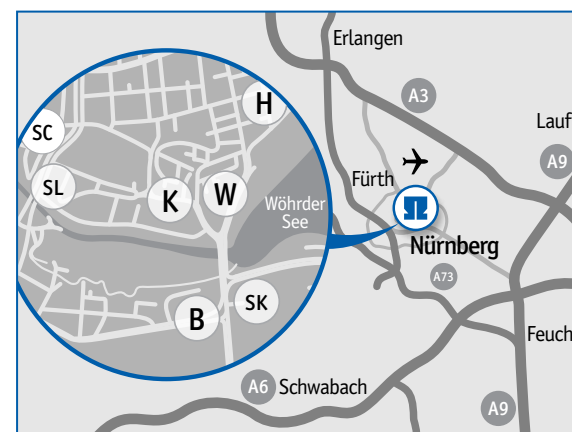 Erlangen
A3
Lauf
A9
Fürth
Nürnberg
A73
Feuch
A6
Schwabach
A9
H
SC
SL
K
W
Wöhrder
See
B
SK